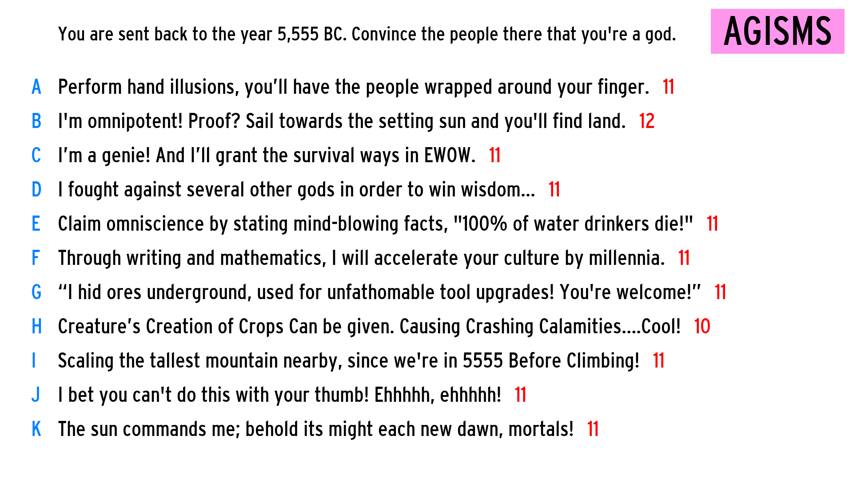 You are sent back to the year 5,555 BC. Convince the people there that you're a god.
AGISMS
A Perform hand illusions, you’ll have the people wrapped around your finger. 11
B I'm omnipotent! Proof? Sail towards the setting sun and you'll find land. 12
C I’m a genie! And I’ll grant the survival ways in EWOW. 11
D I fought against several other gods in order to win wisdom... 11
E Claim omniscience by stating mind-blowing facts, "100% of water drinkers die!" 11
F Through writing and mathematics, I will accelerate your culture by millennia. 11
G “I hid ores underground, used for unfathomable tool upgrades! You're welcome!” 11
H Creature’s Creation of Crops Can be given. Causing Crashing Calamities....Cool! 10
I Scaling the tallest mountain nearby, since we're in 5555 Before Climbing! 11
J I bet you can't do this with your thumb! Ehhhhh, ehhhhh! 11
K The sun commands me; behold its might each new dawn, mortals! 11